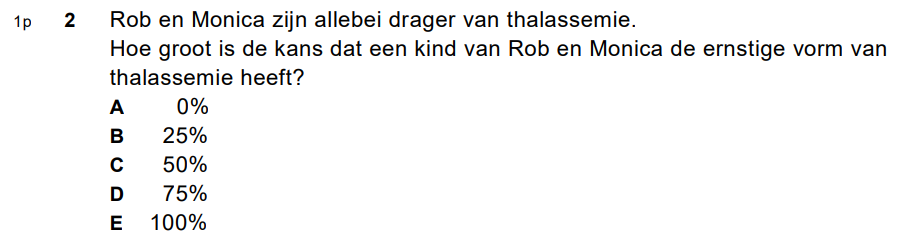 1p 2 Rob en Monica zijn allebei drager van thalassemie.
Hoe groot is de kans dat een kind van Rob en Monica de ernstige vorm van
thalassemie heeft?
A 0%
B 25%
C 50%
D 75%
E 100%